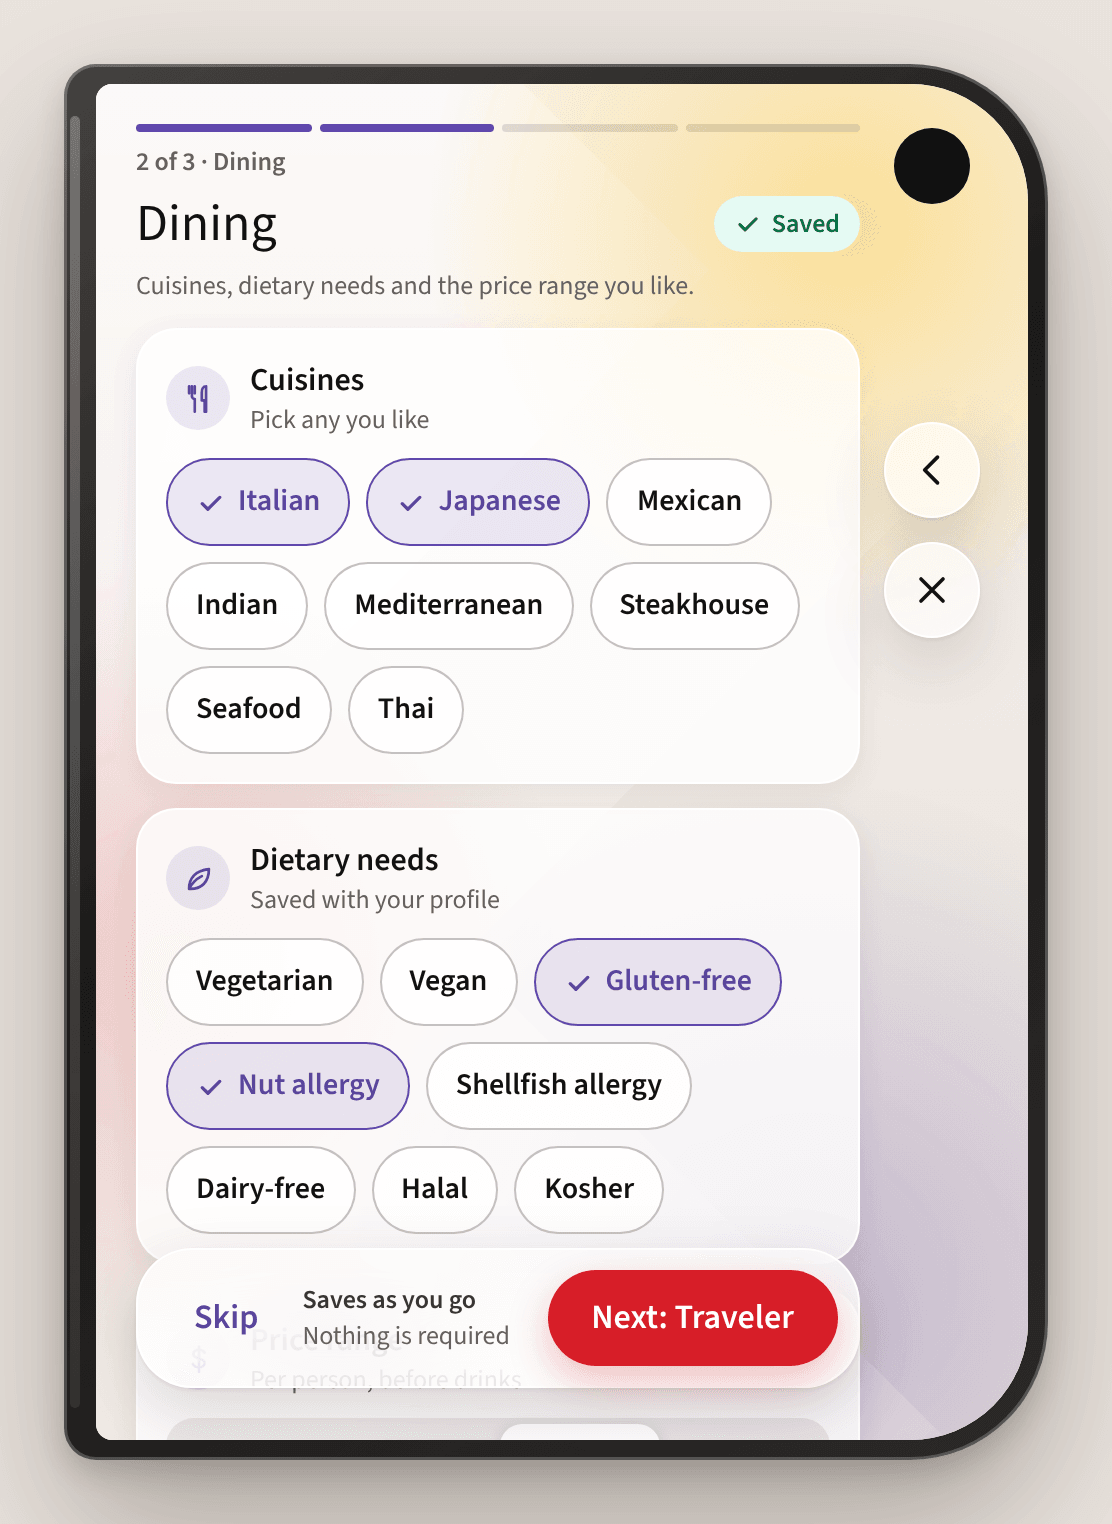 2 of 3 · Dining
Dining
Saved
Cuisines, dietary needs and the price range you like.
Cuisines
Pick any you like
Italian
Japanese
Mexican
Indian
Mediterranean
Steakhouse
Seafood
Thai
Dietary needs
Saved with your profile
Vegetarian
Vegan
Gluten-free
Nut allergy
Shellfish allergy
Dairy-free
Halal
Kosher
Skip
Saves as you go
Nothing is required
Next: Traveler
$
Price range
Per person, before drinks